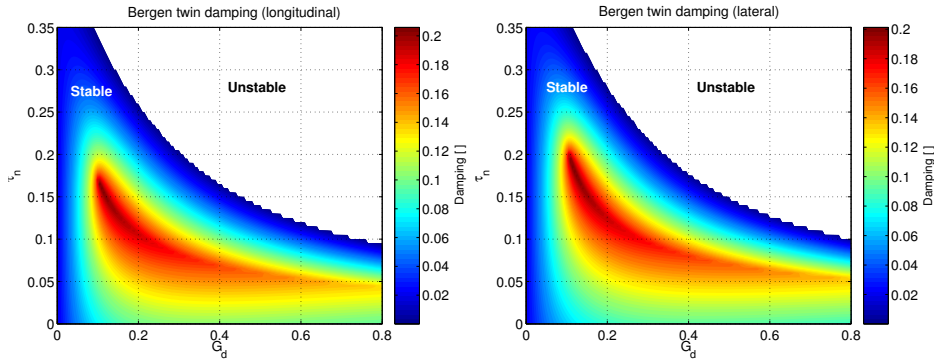 Bergen twin damping (longitudinal)
0.35
0.3
0.25
0.2
0.15
0.1
0.05
0
τn
Stable
Unstable
0 0.2 0.4 0.6 0.8
G_d
0.2
0.18
0.16
0.14
0.12
0.1
0.08
0.06
0.04
0.02
Damping [ ]
Bergen twin damping (lateral)
0.35
0.3
0.25
0.2
0.15
0.1
0.05
0
τn
Stable
Unstable
0 0.2 0.4 0.6 0.8
G_d
0.2
0.18
0.16
0.14
0.12
0.1
0.08
0.06
0.04
0.02
Damping [ ]